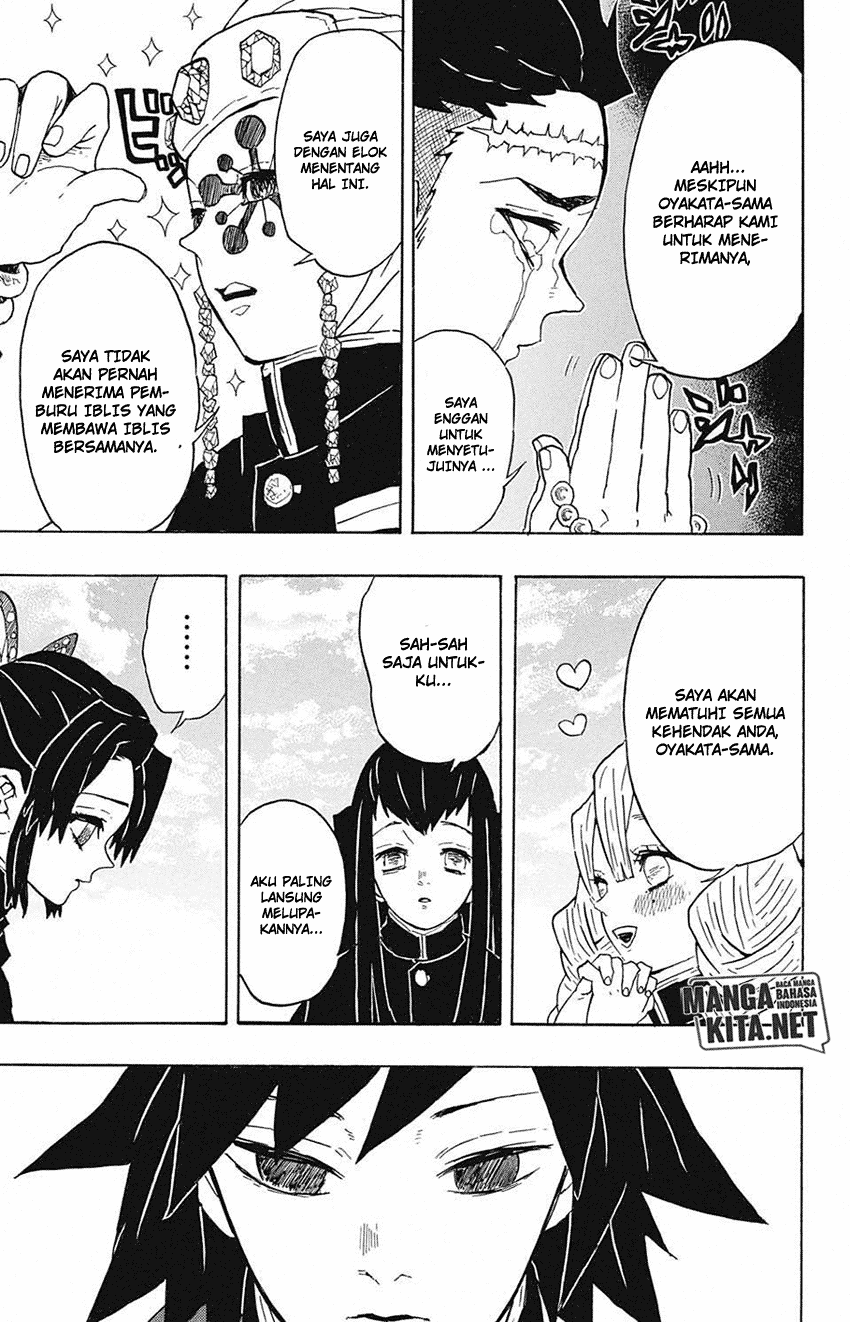 AAHH...
MESKIPUN
OYAKATA-SAMA
BERHARAP KAMI
UNTUK MENE-
RIMANYA,
SAYA
ENGGAN
UNTUK
MENYETU-
JUINYA ...
SAYA JUGA
DENGAN ELOK
MENENTANG
HAL INI.
SAYA TIDAK
AKAN PERNAH
MENERIMA PEM-
BURU IBLIS YANG
MEMBAWA IBLIS
BERSAMANYA.
SAYA AKAN
MEMATUHI SEMUA
KEHENDAK ANDA,
OYAKATA-SAMA.
SAH-SAH
SAJA UNTUK-
KU...
AKU PALING
LANSUNG
MELUPA-
KANNYA...
......
MANGA
BACA MANGA
BAHASA
INDONESIA
KITA.NET